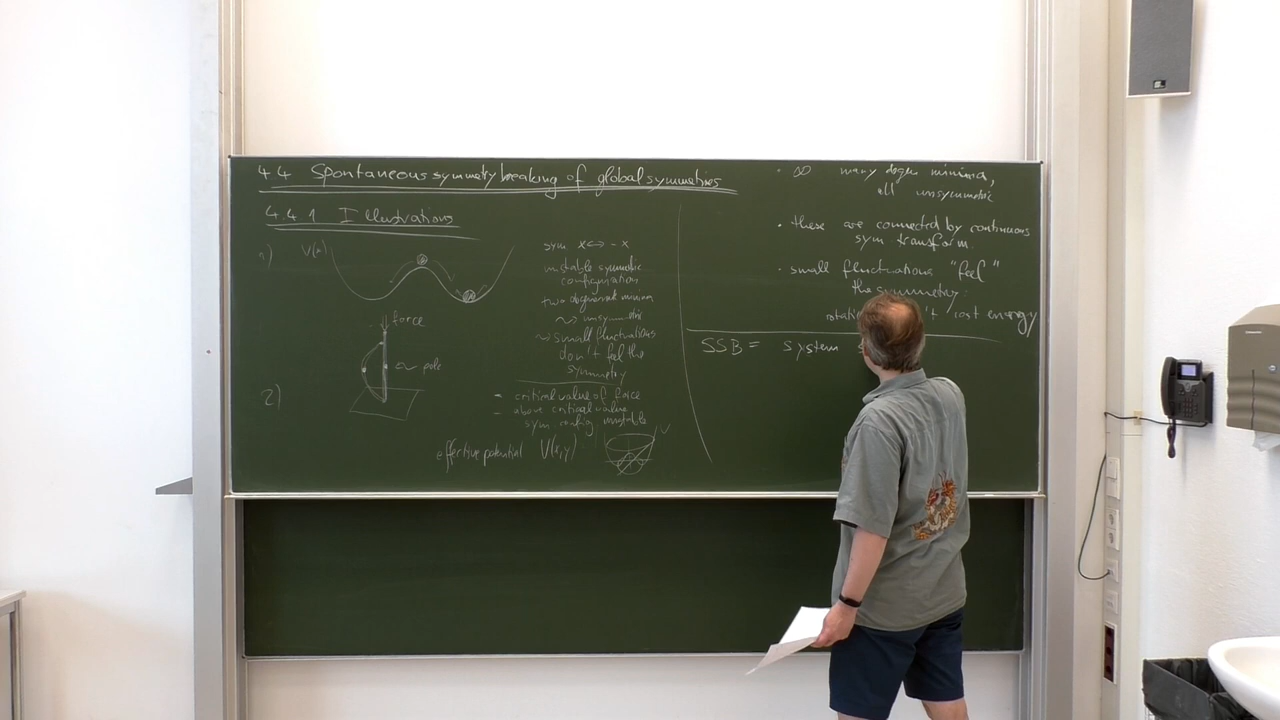 4.4 Spontaneous symmetry breaking of global symmetries
4.4.1 Illustrations
1)
V(x)
sym. x ↔ -x
unstable symmetric
configuration
two degenerate minima
~> unsymmetric
~> small fluctuations
don't feel the
symmetry
2)
force
pole
- critical value of force
- above critical value
sym. config. unstable
effective potential V(x,y)
V
• ∞ many degen minima,
all unsymmetric
• these are connected by continuous
sym transform.
• small fluctuations "feel"
the symmetry
't cost energy
SSB = system